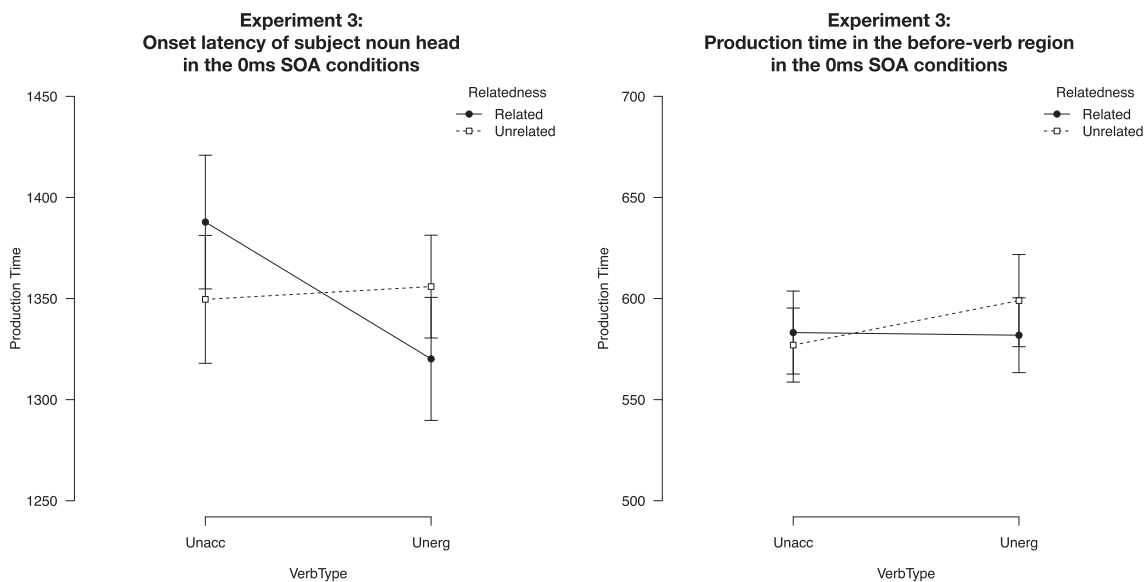 Experiment 3:
Onset latency of subject noun head
in the 0ms SOA conditions
Relatedness
Related
Unrelated
1450
1400
1350
1300
1250
Production Time
Unacc
Unerg
VerbType
Experiment 3:
Production time in the before-verb region
in the 0ms SOA conditions
Relatedness
Related
Unrelated
700
650
600
550
500
Production Time
Unacc
Unerg
VerbType